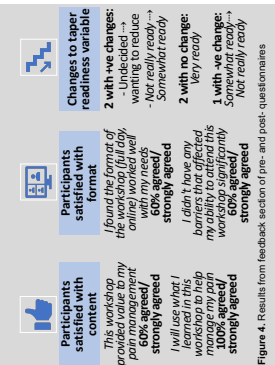 Participants
satisfied with
content
This workshop
provided value to my
pain management
60% agreed/
strongly agreed
I will use what I
learned in this
workshop to help
manage my pain
100% agreed/
strongly agreed
Participants
satisfied with
format
I found the format of
the workshop (full day,
online) worked well
with my needs
60% agreed/
strongly agreed
I didn't have any
barriers that affected
my ability to attend this
workshop significantly
60% agreed/
strongly agreed
Changes to taper
readiness variable
2 with +ve changes:
- Undecided →
wanting to reduce
- Not really ready →
Somewhat ready
2 with no change:
Very ready
1 with -ve change:
Somewhat ready →
Not really ready
Figure 4. Results from feedback section of pre- and post- questionnaires